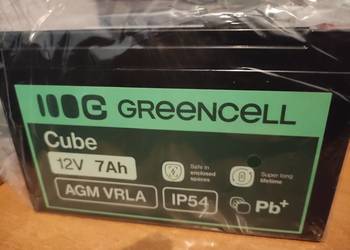 GREENCELL
Cube
12V 7Ah
Safe in
enclosed
spaces
Super long
lifetime
AGM VRLA
IP54
Pb+